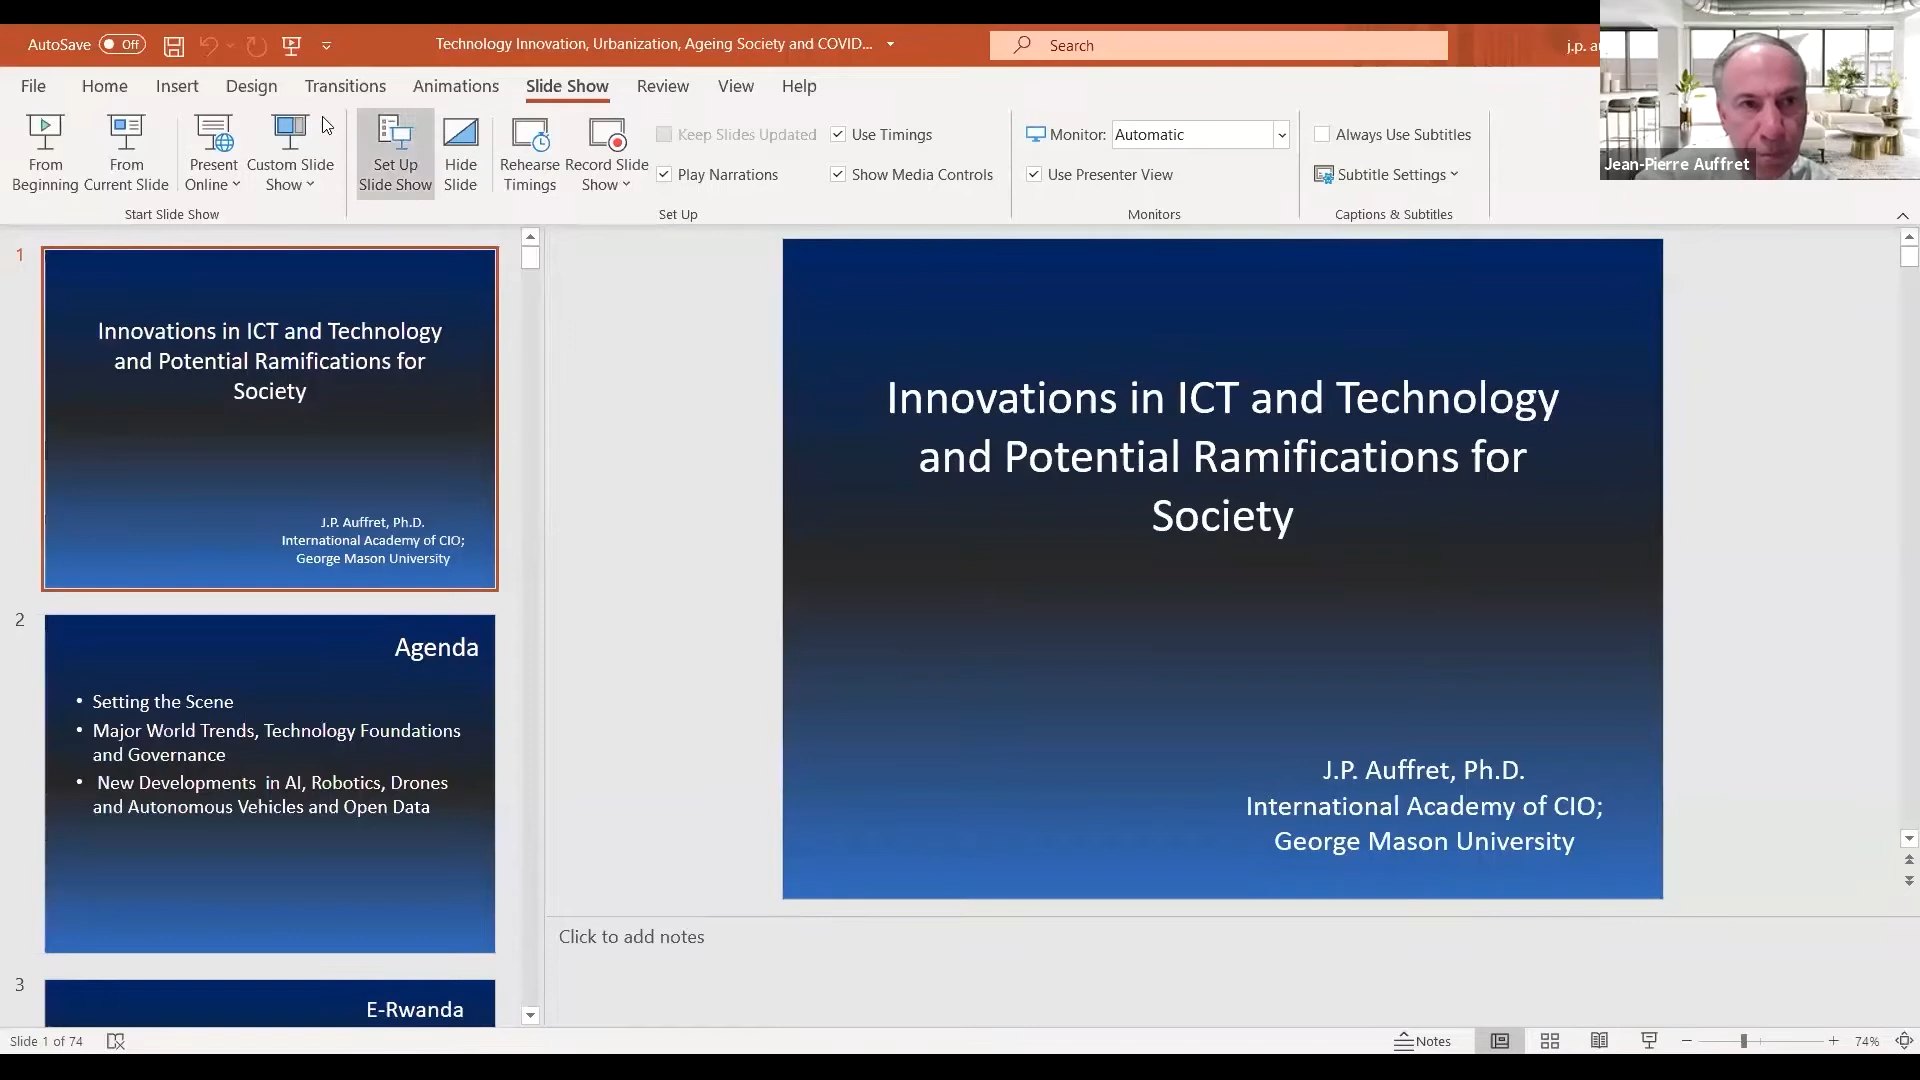 AutoSave Off
Technology Innovation, Urbanization, Ageing Society and COVID...
Search
j.p. au
File Home Insert Design Transitions Animations Slide Show Review View Help
From Beginning
From Current Slide
Present Online
Custom Slide Show
Set Up Slide Show
Hide Slide
Rehearse Timings
Record Slide Show
Keep Slides Updated
Use Timings
Play Narrations
Show Media Controls
Monitor: Automatic
Use Presenter View
Always Use Subtitles
Subtitle Settings
Start Slide Show
Set Up
Monitors
Captions & Subtitles
Jean-Pierre Auffret
1
Innovations in ICT and Technology
and Potential Ramifications for
Society
J.P. Auffret, Ph.D.
International Academy of CIO;
George Mason University
2
Agenda
• Setting the Scene
• Major World Trends, Technology Foundations
and Governance
• New Developments in AI, Robotics, Drones
and Autonomous Vehicles and Open Data
3
E-Rwanda
Innovations in ICT and Technology
and Potential Ramifications for
Society
J.P. Auffret, Ph.D.
International Academy of CIO;
George Mason University
Click to add notes
Slide 1 of 74
Notes
74%